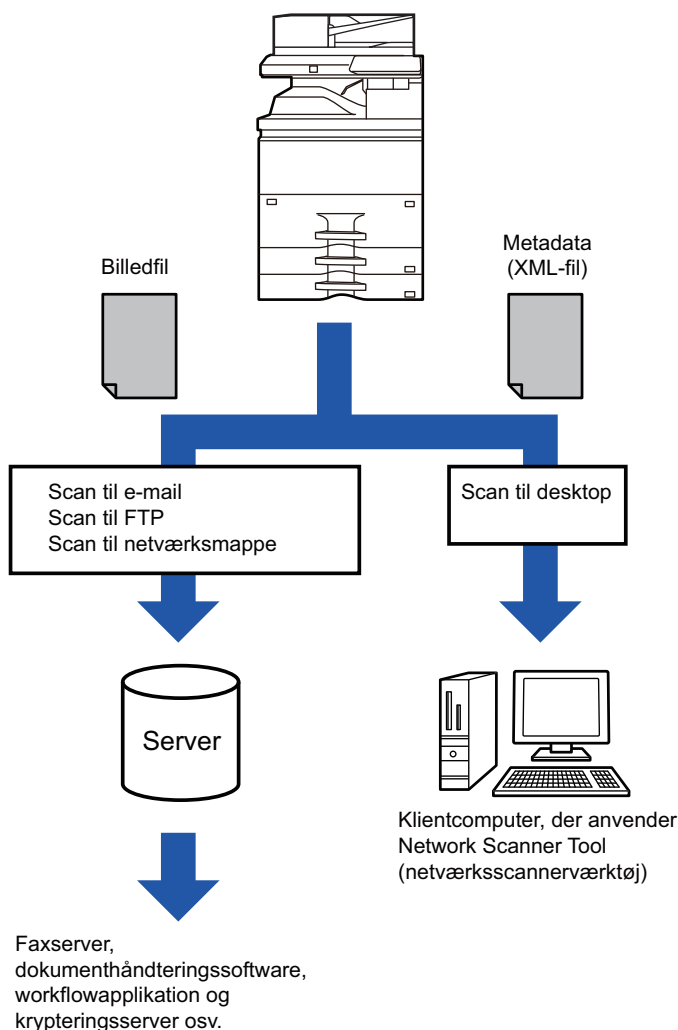 Billedfil
Metadata
(XML-fil)
Scan til e-mail
Scan til FTP
Scan til netværksmappe
Scan til desktop
Server
Klientcomputer, der anvender
Network Scanner Tool
(netværksscannerværktøj)
Faxserver,
dokumenthåndteringssoftware,
workflowapplikation og
krypteringsserver osv.